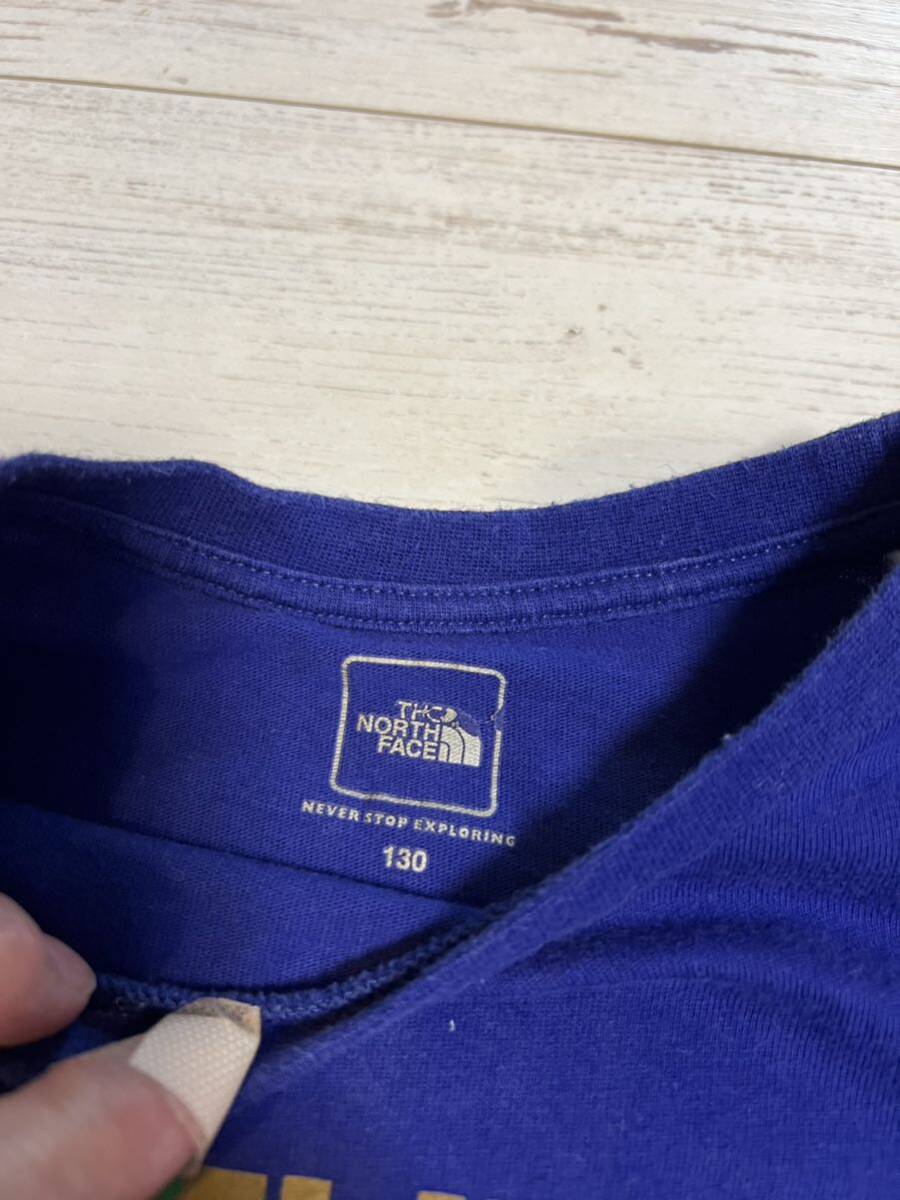 THE
NORTH
FACE
NEVER STOP EXPLORING
130